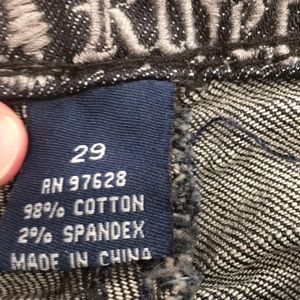 29
RN 97628
98% COTTON
2% SPANDEX
MADE IN CHINA